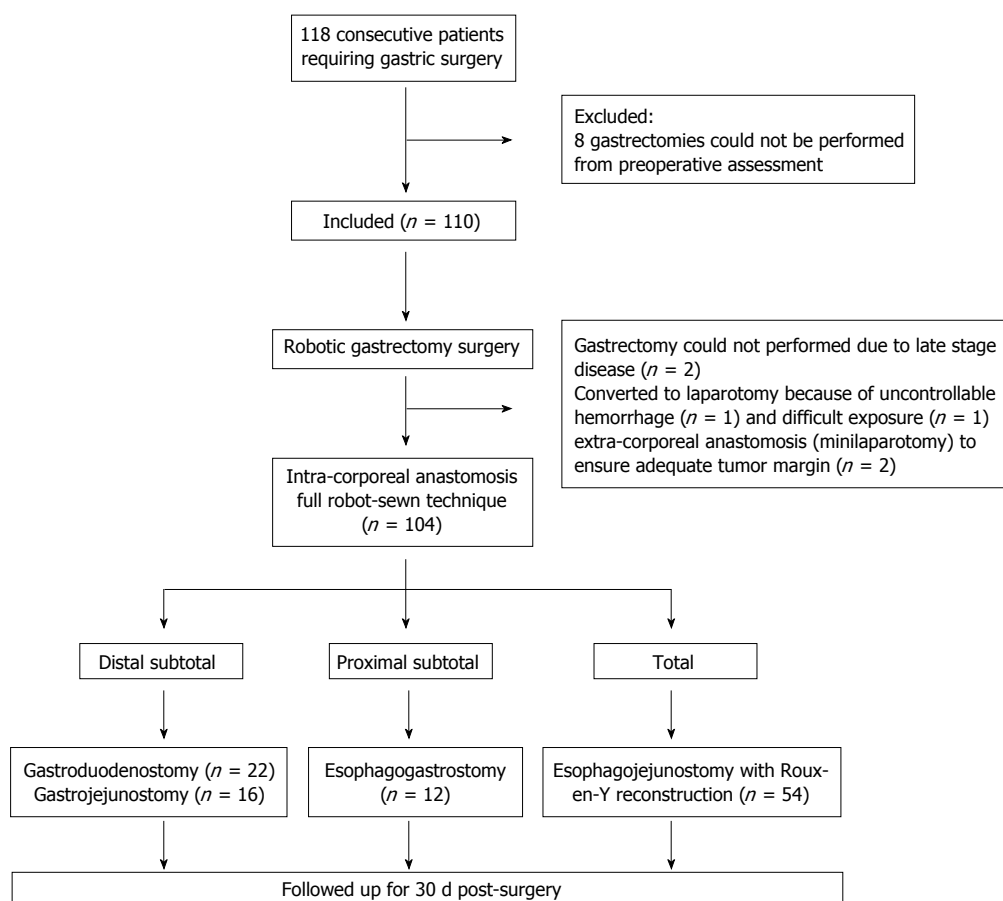 118 consecutive patients
requiring gastric surgery
Excluded:
8 gastrectomies could not be performed
from preoperative assessment
Included (n = 110)
Robotic gastrectomy surgery
Gastrectomy could not performed due to late stage
disease (n = 2)
Converted to laparotomy because of uncontrollable
hemorrhage (n = 1) and difficult exposure (n = 1)
extra-corporeal anastomosis (minilaparotomy) to
ensure adequate tumor margin (n = 2)
Intra-corporeal anastomosis
full robot-sewn technique
(n = 104)
Distal subtotal
Proximal subtotal
Total
Gastroduodenostomy (n = 22)
Gastrojejunostomy (n = 16)
Esophagogastrostomy
(n = 12)
Esophagojejunostomy with Roux-
en-Y reconstruction (n = 54)
Followed up for 30 d post-surgery